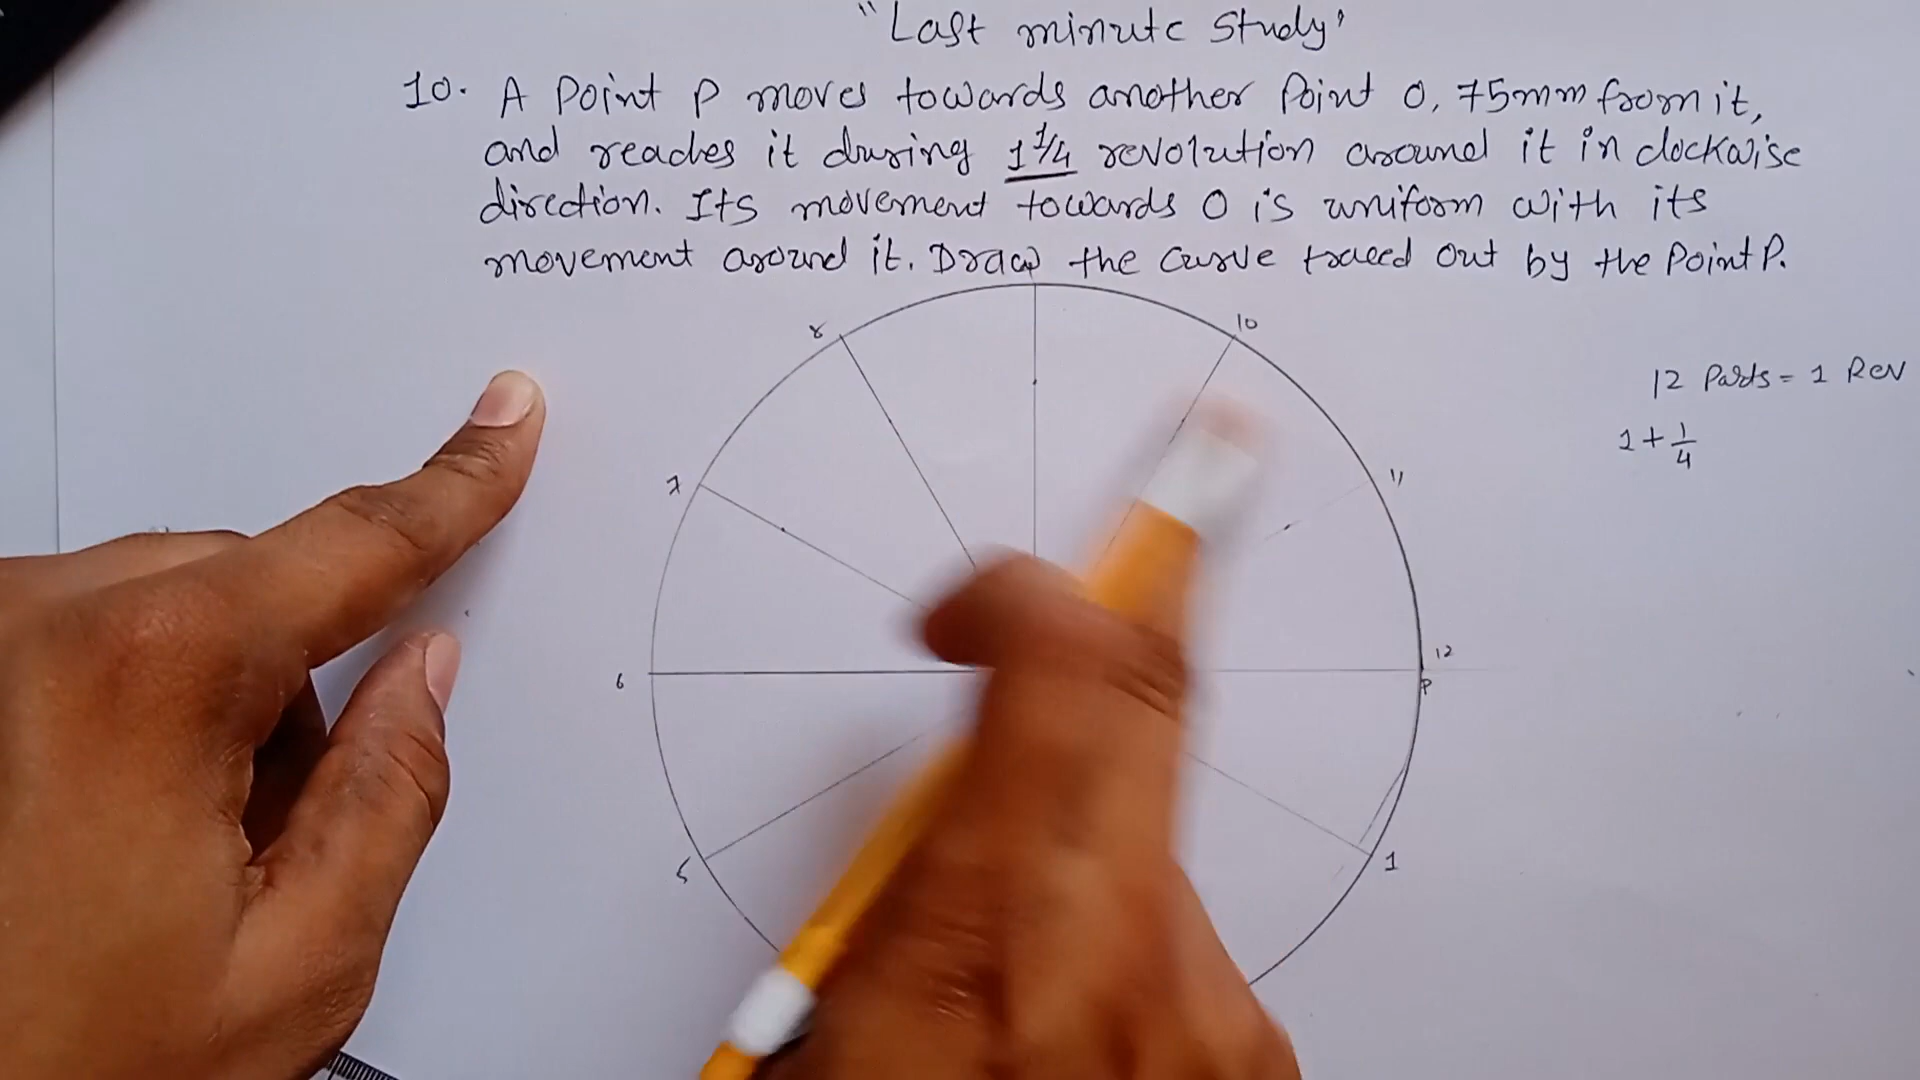 "Last minute Study"
10. A Point P moves towards another Point O, 75mm from it,
and reaches it during 1 1/4 revolution around it in clockwise
direction. Its movement towards O is uniform with its
movement around it. Draw the curve traced out by the Point P.
8
10
12 Parts = 1 Rev
1 + 1/4
7
11
12
6
P
5
1